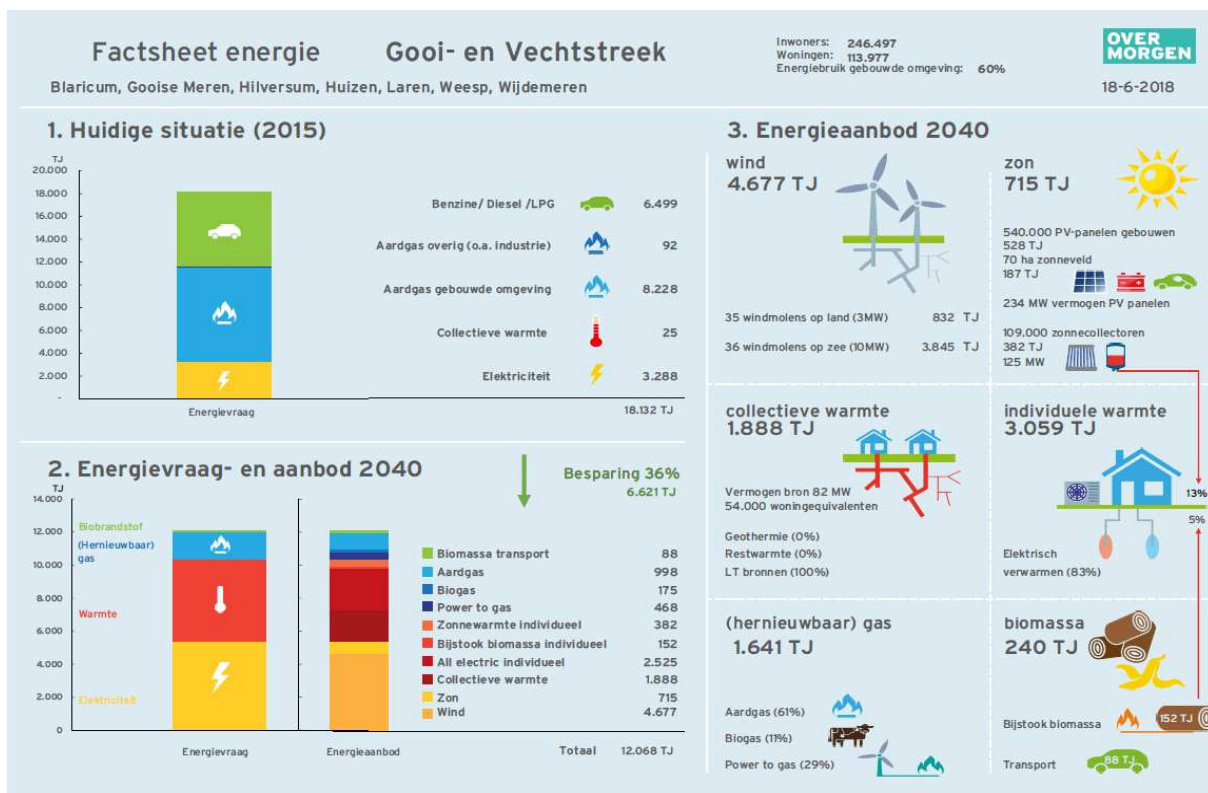 Factsheet energie Gooi- en Vechtstreek
Blaricum, Gooise Meren, Hilversum, Huizen, Laren, Weesp, Wijdemeren
Inwoners: 246.497
Woningen: 113.977
Energiebruik gebouwde omgeving: 60%
OVER
MORGEN
18-6-2018
1. Huidige situatie (2015)
TJ
20.000
18.000
16.000
14.000
12.000
10.000
8.000
6.000
4.000
2.000
-
Energievraag
Benzine/ Diesel /LPG 6.499
Aardgas overig (o.a. industrie) 92
Aardgas gebouwde omgeving 8.228
Collectieve warmte 25
Elektriciteit 3.288
18.132 TJ
2. Energievraag- en aanbod 2040
Besparing 36%
6.621 TJ
TJ
14.000
12.000
10.000
8.000
6.000
4.000
2.000
0
Biobrandstof
(Hernieuwbaar)
gas
Warmte
Elektriciteit
Energievraag
Energieaanbod
Biomassa transport 88
Aardgas 998
Biogas 175
Power to gas 468
Zonnewarmte individueel 382
Bijstook biomassa individueel 152
All electric individueel 2.525
Collectieve warmte 1.888
Zon 715
Wind 4.677
Totaal 12.068 TJ
3. Energieaanbod 2040
wind
4.677 TJ
35 windmolens op land (3MW) 832 TJ
36 windmolens op zee (10MW) 3.845 TJ
zon
715 TJ
540.000 PV-panelen gebouwen
528 TJ
70 ha zonneveld
187 TJ
234 MW vermogen PV panelen
109.000 zonnecollectoren
382 TJ
125 MW
collectieve warmte
1.888 TJ
Vermogen bron 82 MW
54.000 woningequivalenten
Geothermie (0%)
Restwarmte (0%)
LT bronnen (100%)
individuele warmte
3.059 TJ
13%
5%
Elektrisch
verwarmen (83%)
(hernieuwbaar) gas
1.641 TJ
Aardgas (61%)
Biogas (11%)
Power to gas (29%)
biomassa
240 TJ
Bijstook biomassa 152 TJ
Transport 88 TJ